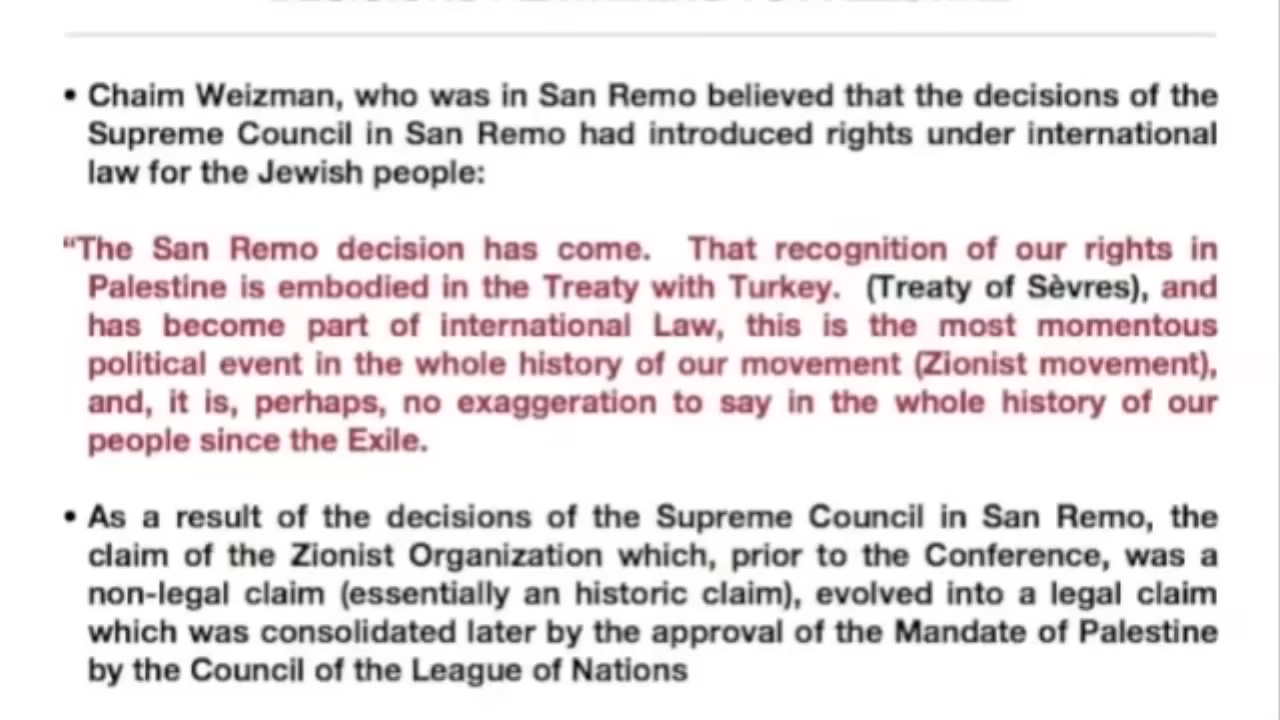 • Chaim Weizman, who was in San Remo believed that the decisions of the
Supreme Council in San Remo had introduced rights under international
law for the Jewish people:
“The San Remo decision has come. That recognition of our rights in
Palestine is embodied in the Treaty with Turkey. (Treaty of Sèvres), and
has become part of international Law, this is the most momentous
political event in the whole history of our movement (Zionist movement),
and, it is, perhaps, no exaggeration to say in the whole history of our
people since the Exile.
• As a result of the decisions of the Supreme Council in San Remo, the
claim of the Zionist Organization which, prior to the Conference, was a
non-legal claim (essentially an historic claim), evolved into a legal claim
which was consolidated later by the approval of the Mandate of Palestine
by the Council of the League of Nations